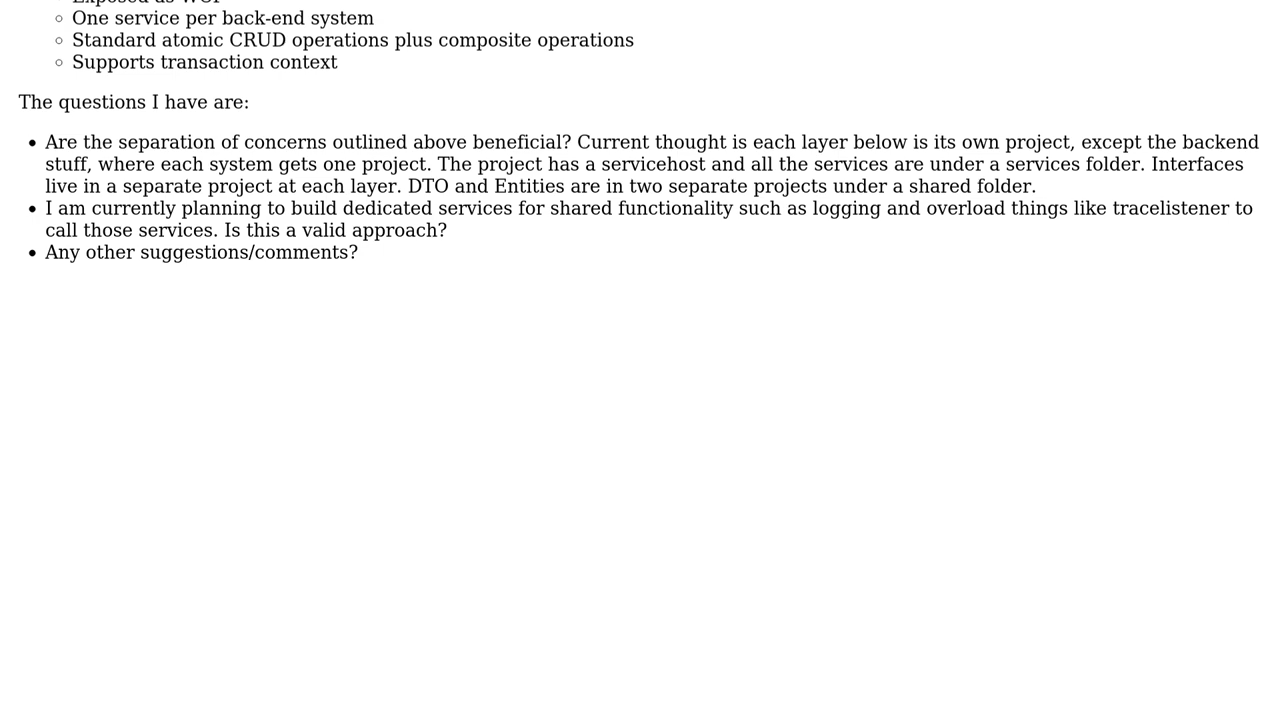 One service per back-end system
Standard atomic CRUD operations plus composite operations
Supports transaction context
The questions I have are:
Are the separation of concerns outlined above beneficial? Current thought is each layer below is its own project, except the backend
stuff, where each system gets one project. The project has a servicehost and all the services are under a services folder. Interfaces
live in a separate project at each layer. DTO and Entities are in two separate projects under a shared folder.
I am currently planning to build dedicated services for shared functionality such as logging and overload things like tracelistener to
call those services. Is this a valid approach?
Any other suggestions/comments?